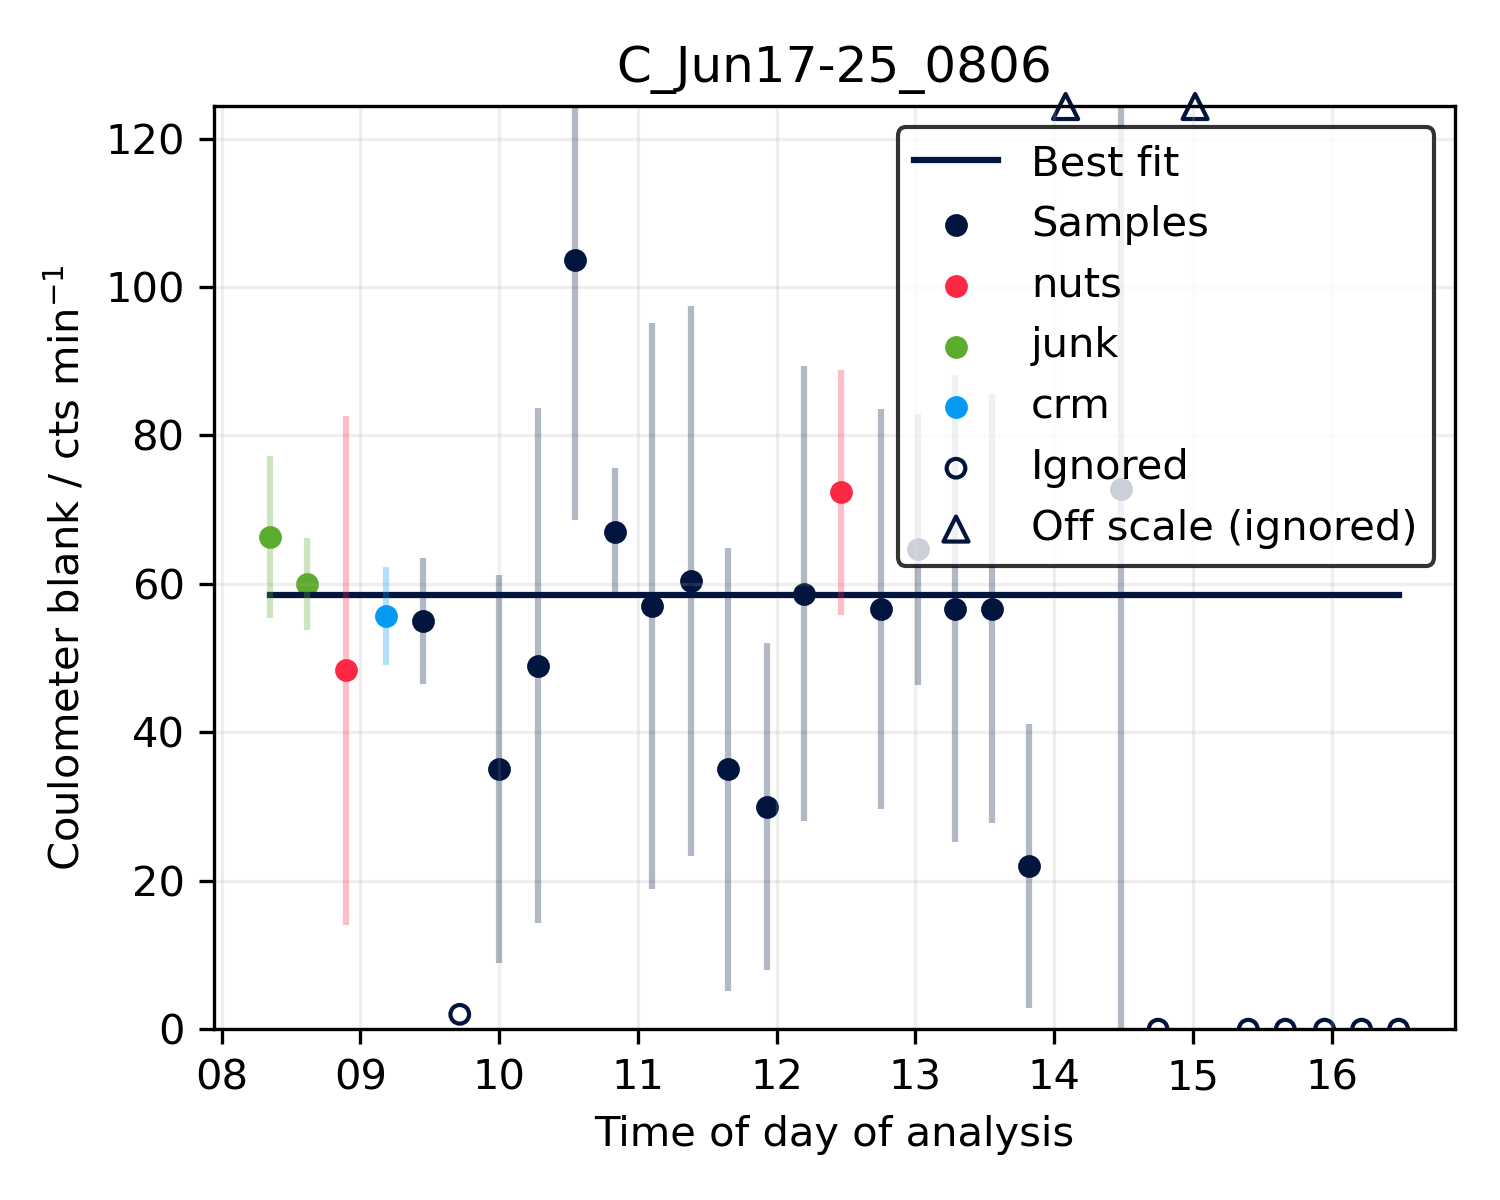 C_Jun17-25_0806
Coulometer blank / cts min⁻¹
120
100
80
60
40
20
0
Best fit
Samples
nuts
junk
crm
Ignored
Off scale (ignored)
08 09 10 11 12 13 14 15 16
Time of day of analysis